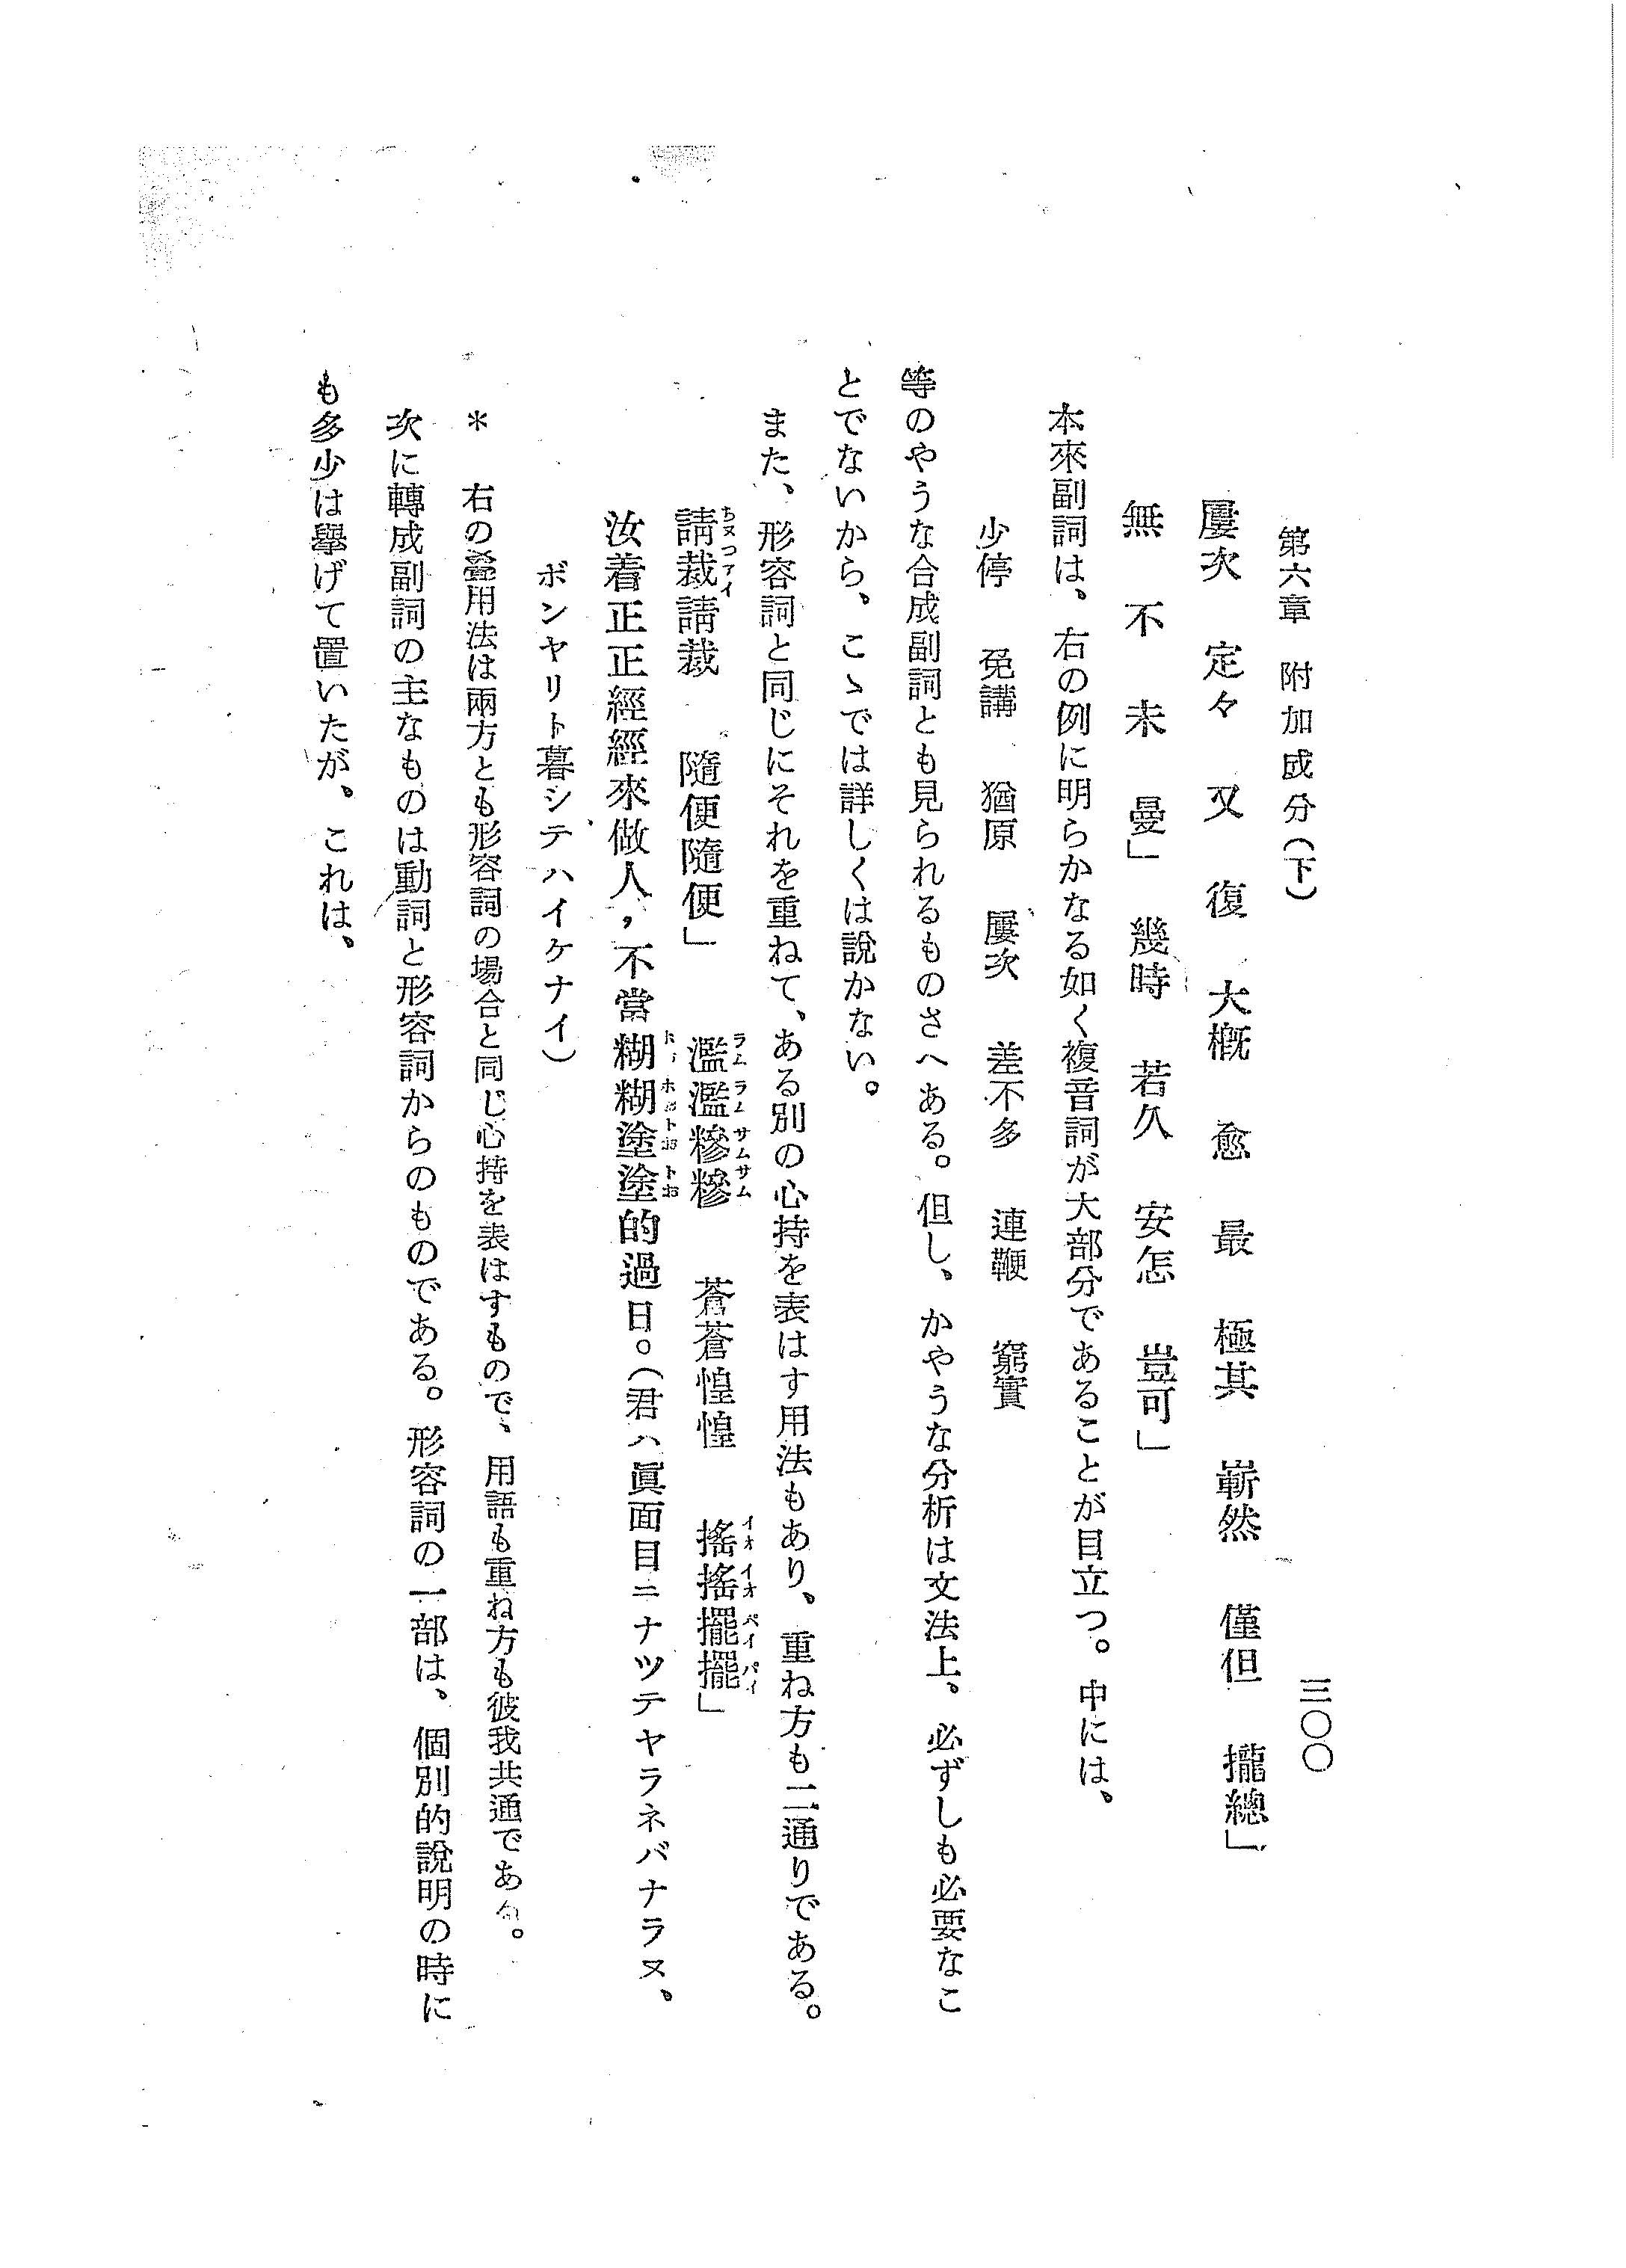 第六章　附加成分（下）　三〇〇
屢次　定々　又　復　大概　愈　最　極其　嶄然　僅但　攏總」
無　不　未　曼」　幾時　若久　安怎　豈可」
本來副詞は、右の例に明らかなる如く複音詞が大部分であることが目立つ。中には、
少停　免講　猶原　屢次　差不多　連鞭　窮實
等のやうな合成副詞とも見られるものさへある。但し、かやうな分析は文法上、必ずしも必要なこ
とでないから、こゝでは詳しくは說かない。
また、形容詞と同じにそれを重ねて、ある別の心持を表はす用法もあり、重ね方も二通りである。
請裁請裁　隨便隨便」　濫濫糝糝　蒼蒼惶惶　搖搖擺擺」
汝着正正經經來做人，不當糊糊塗塗的過日。（君ハ眞面目ニナツテヤラネバナラヌ、
ボンヤリト暮シテハイケナイ）
＊　右の疊用法は兩方とも形容詞の場合と同じ心持を表はすもので、用語も重ね方も彼我共通である。
次に轉成副詞の主なものは動詞と形容詞からのものである。形容詞の一部は、個別的說明の時に
も多少は擧げて置いたが、これは、